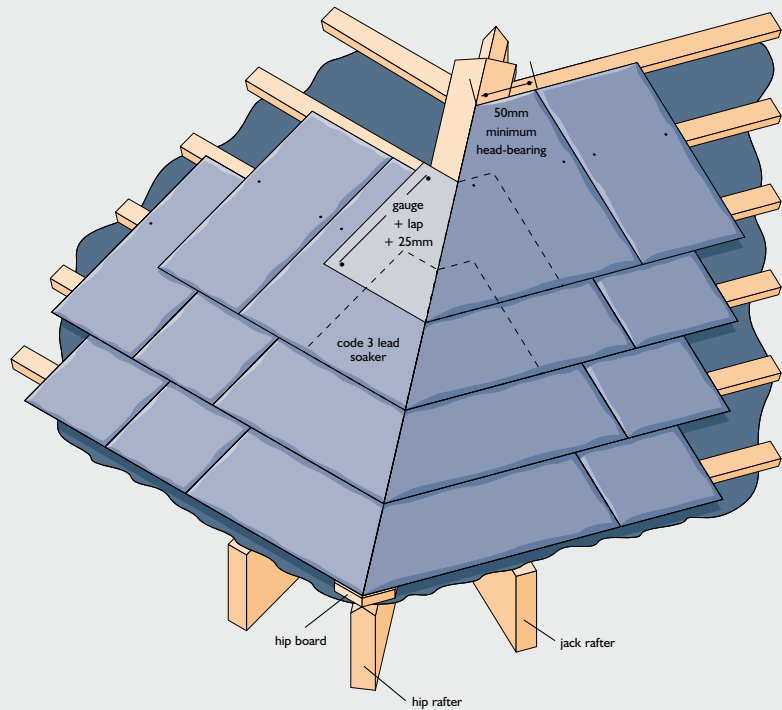 50mm
minimum
head-bearing
gauge
+ lap
+ 25mm
code 3 lead
soaker
hip board
jack rafter
hip rafter